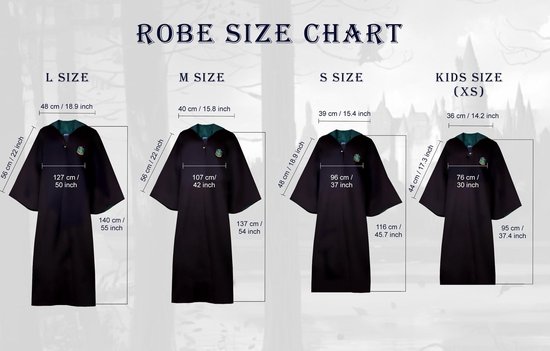 ROBE SIZE CHART
L SIZE
48 cm / 18.9 inch
56 cm / 22 inch
127 cm /
50 inch
140 cm /
55 inch
M SIZE
40 cm / 15.8 inch
56 cm / 22 inch
107 cm/
42 inch
137 cm/
54 inch
S SIZE
39 cm / 15.4 inch
48 cm / 18.9 inch
96 cm /
37 inch
116 cm /
45.7 inch
KIDS SIZE
(XS)
36 cm / 14.2 inch
44 cm / 17.3 inch
76 cm /
30 inch
95 cm /
37.4 inch